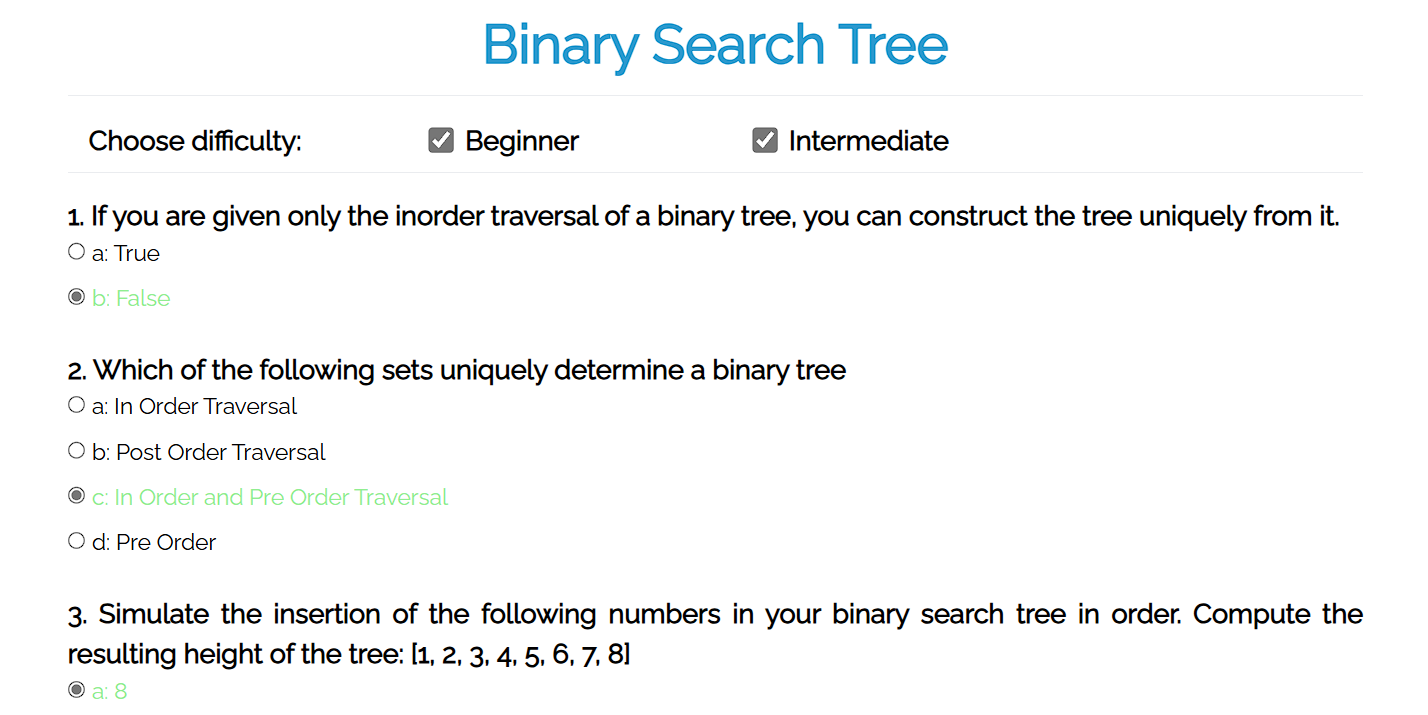 Binary Search Tree
Choose difficulty: Beginner Intermediate
1. If you are given only the inorder traversal of a binary tree, you can construct the tree uniquely from it.
a: True
b: False
2. Which of the following sets uniquely determine a binary tree
a: In Order Traversal
b: Post Order Traversal
c: In Order and Pre Order Traversal
d: Pre Order
3. Simulate the insertion of the following numbers in your binary search tree in order. Compute the
resulting height of the tree: [1, 2, 3, 4, 5, 6, 7, 8]
a: 8